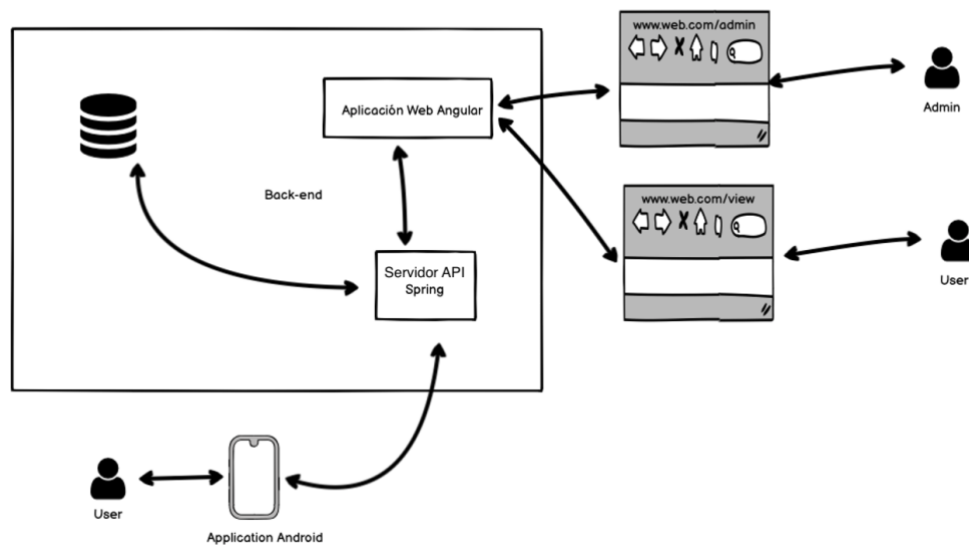 www.web.com/admin
Aplicación Web Angular
Admin
Back-end
www.web.com/view
Servidor API
Spring
User
User
Application Android